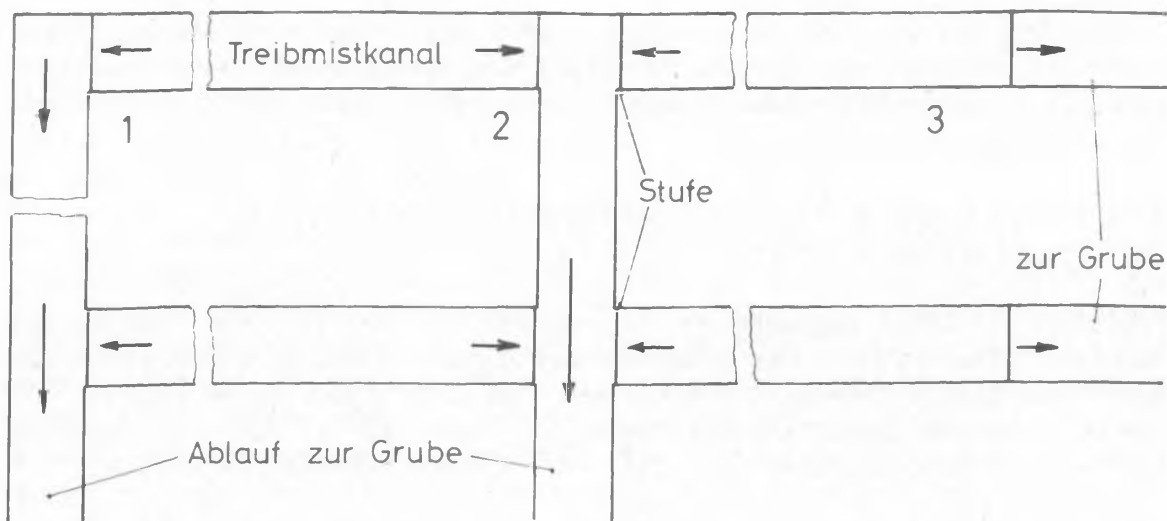 Treibmistkanal
1
2
3
Stufe
zur Grube
Ablauf zur Grube